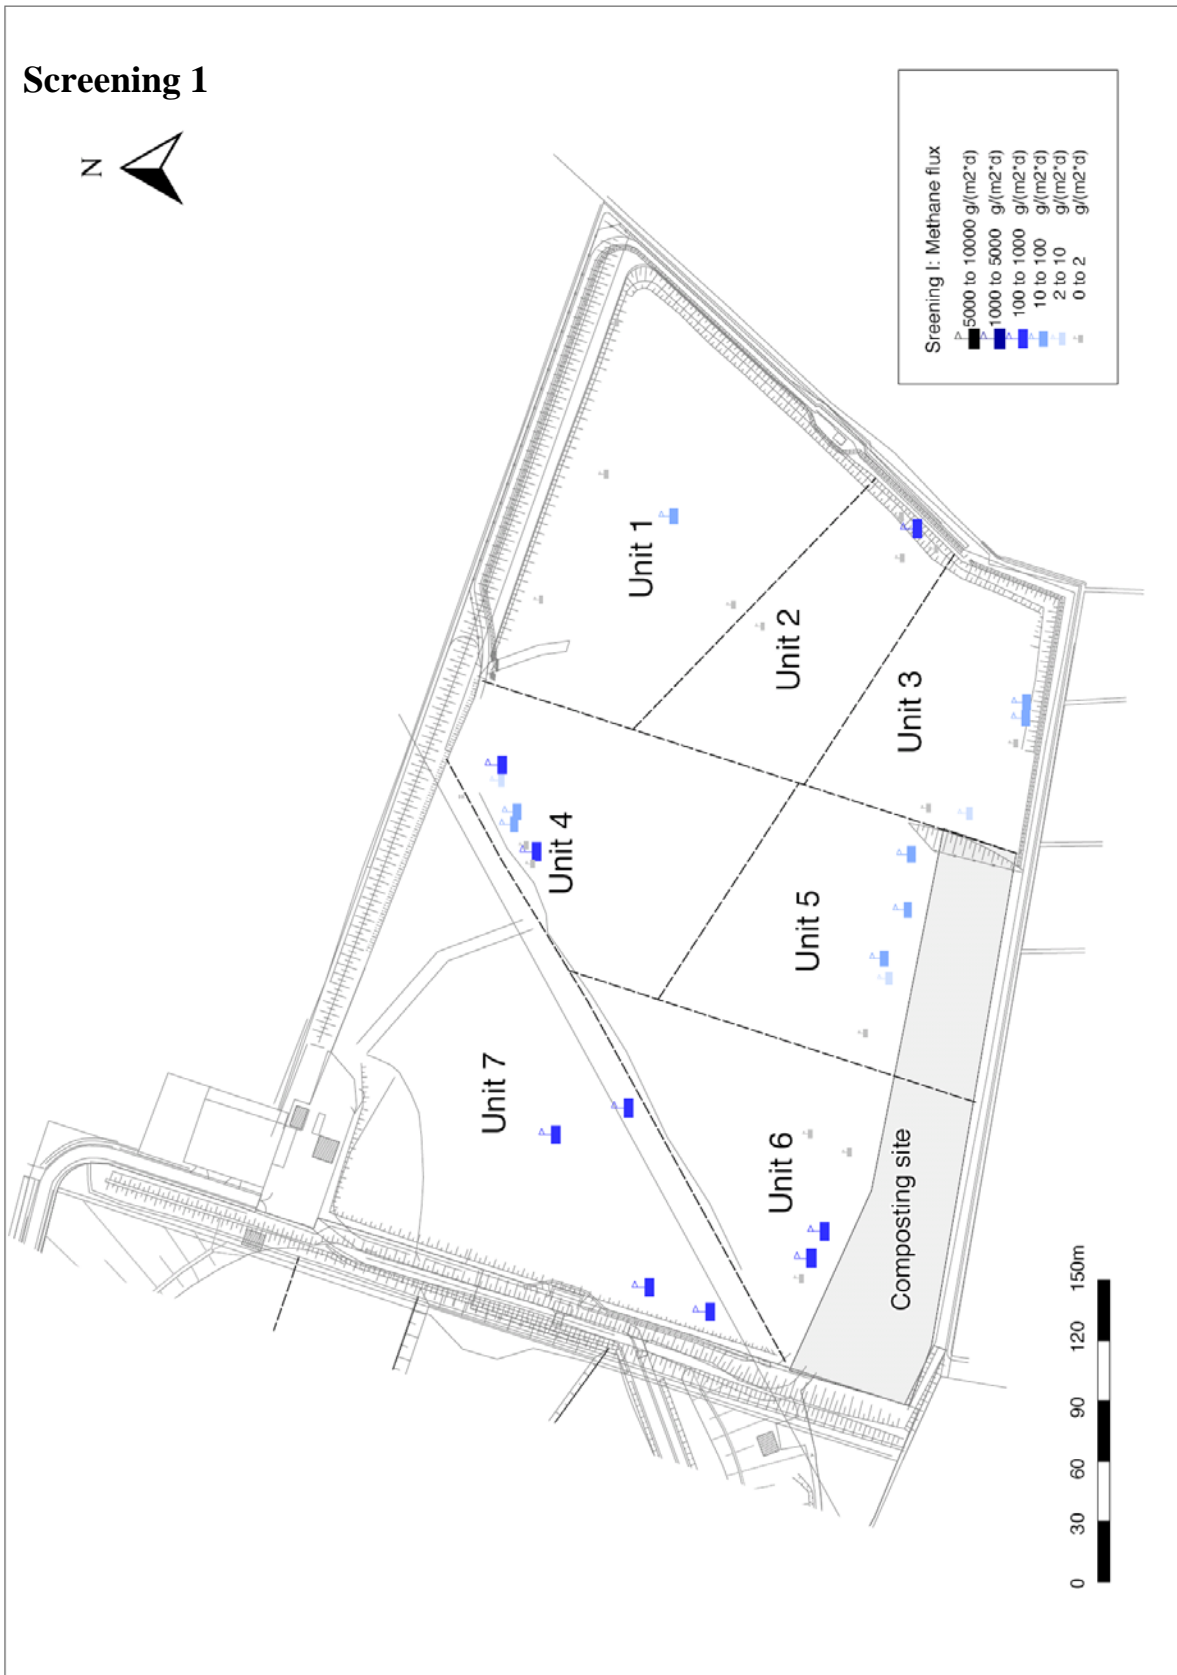 Screening 1
N
Sreening I: Methane flux
5000 to 10000 g/(m2*d)
1000 to 5000 g/(m2*d)
100 to 1000 g/(m2*d)
10 to 100 g/(m2*d)
2 to 10 g/(m2*d)
0 to 2 g/(m2*d)
Unit 1
Unit 2
Unit 3
Unit 4
Unit 5
Unit 6
Unit 7
Composting site
0 30 60 90 120 150m